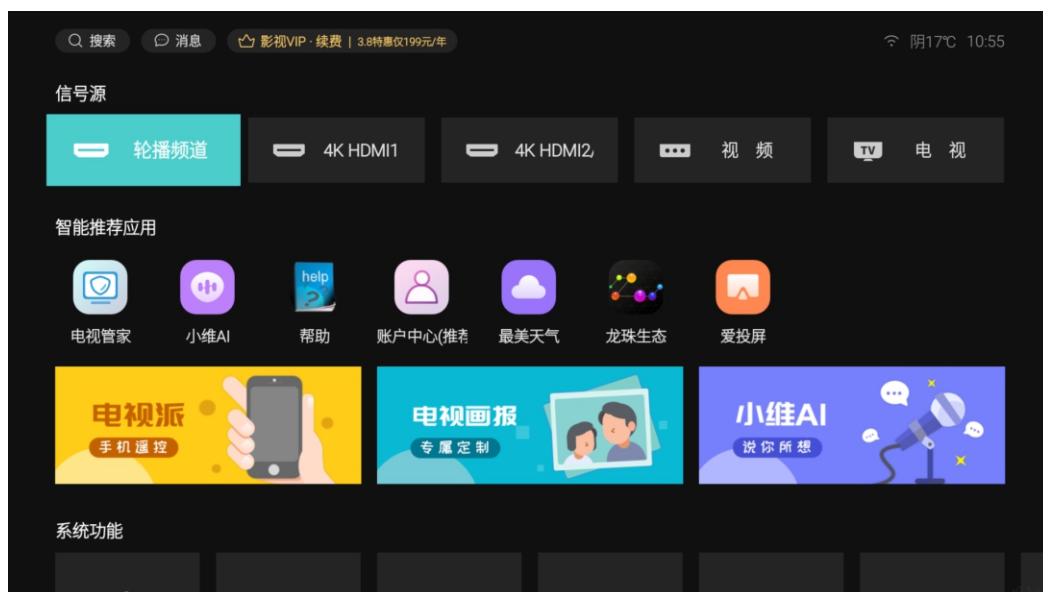 搜索 消息 影视VIP · 续费 | 3.8特惠仅199元/年 阴17℃ 10:55
信号源
轮播频道 4K HDMI1 4K HDMI2/ 视 频 TV 电 视
智能推荐应用
help
?
电视管家 小维AI 帮助 账户中心(推荐 最美天气 龙珠生态 爱投屏
电视派 电视画报 小维AI
手机遥控 专属定制 说你所想
系统功能